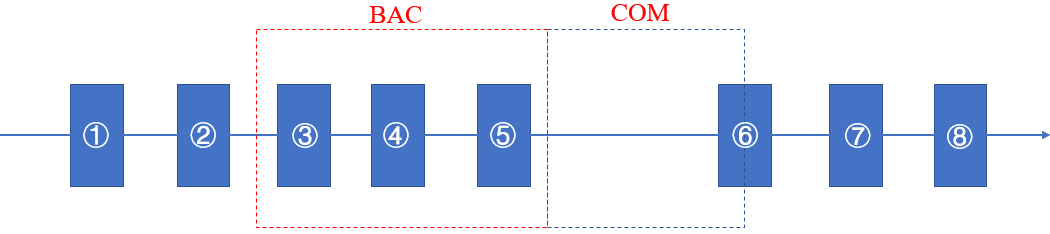 BAC COM
① ② ③ ④ ⑤ ⑥ ⑦ ⑧